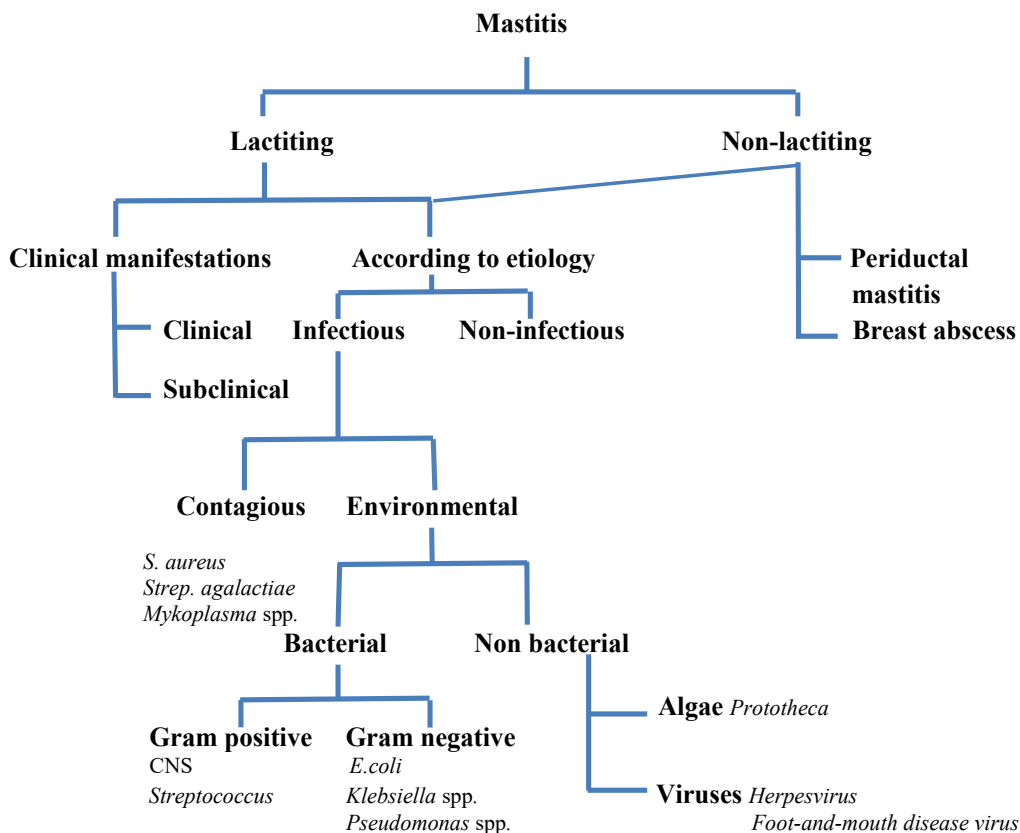 Mastitis
Lactiting
Non-lactiting
Clinical manifestations
According to etiology
Periductal
mastitis
Breast abscess
Clinical
Infectious
Non-infectious
Subclinical
Contagious
Environmental
S. aureus
Strep. agalactiae
Mykoplasma spp.
Bacterial
Non bacterial
Algae Prototheca
Gram positive
CNS
Streptococcus
Gram negative
E.coli
Klebsiella spp.
Pseudomonas spp.
Viruses Herpesvirus
Foot-and-mouth disease virus